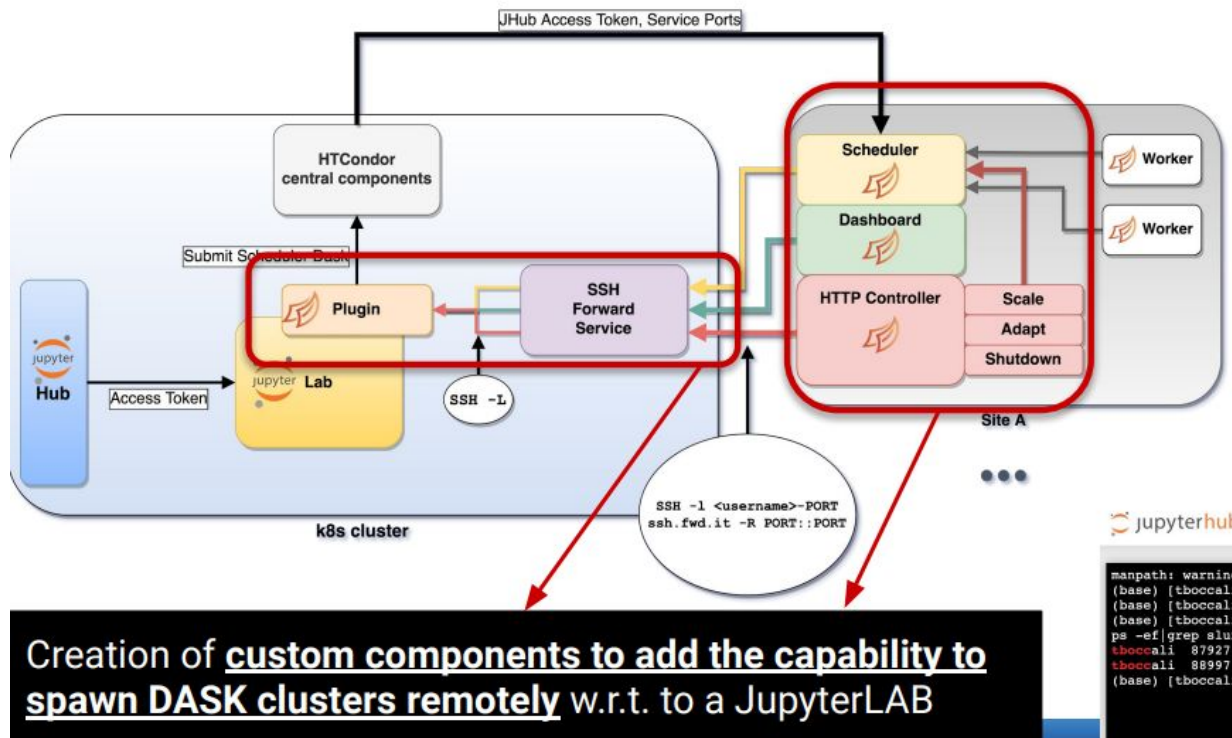 JHub Access Token, Service Ports
HTCondor
central components
Submit Scheduler Dask
Plugin
SSH
Forward
Service
jupyter
Hub
Access Token
jupyter
Lab
SSH -L
k8s cluster
Scheduler
Dashboard
HTTP Controller
Scale
Adapt
Shutdown
Worker
Worker
Site A
SSH -l <username>-PORT
ssh.fwd.it -R PORT::PORT
Creation of custom components to add the capability to
spawn DASK clusters remotely w.r.t. to a JupyterLAB
jupyterhub
manpath: warnin
(base) [tboccal
(base) [tboccal
(base) [tboccal
ps -ef|grep slu
tboccali 87927
tboccali 88997
(base) [tboccal